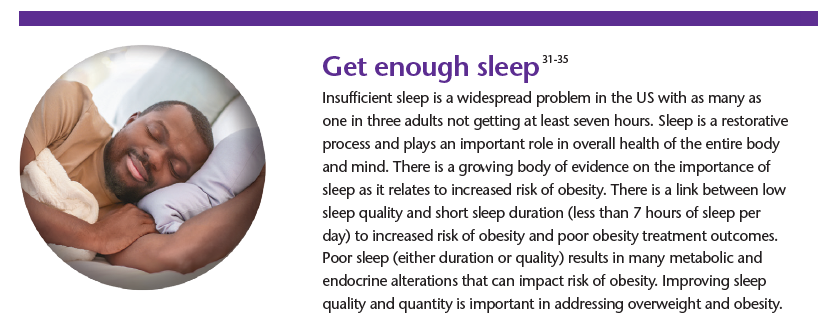 Get enough sleep 31-35
Insufficient sleep is a widespread problem in the US with as many as
one in three adults not getting at least seven hours. Sleep is a restorative
process and plays an important role in overall health of the entire body
and mind. There is a growing body of evidence on the importance of
sleep as it relates to increased risk of obesity. There is a link between low
sleep quality and short sleep duration (less than 7 hours of sleep per
day) to increased risk of obesity and poor obesity treatment outcomes.
Poor sleep (either duration or quality) results in many metabolic and
endocrine alterations that can impact risk of obesity. Improving sleep
quality and quantity is important in addressing overweight and obesity.